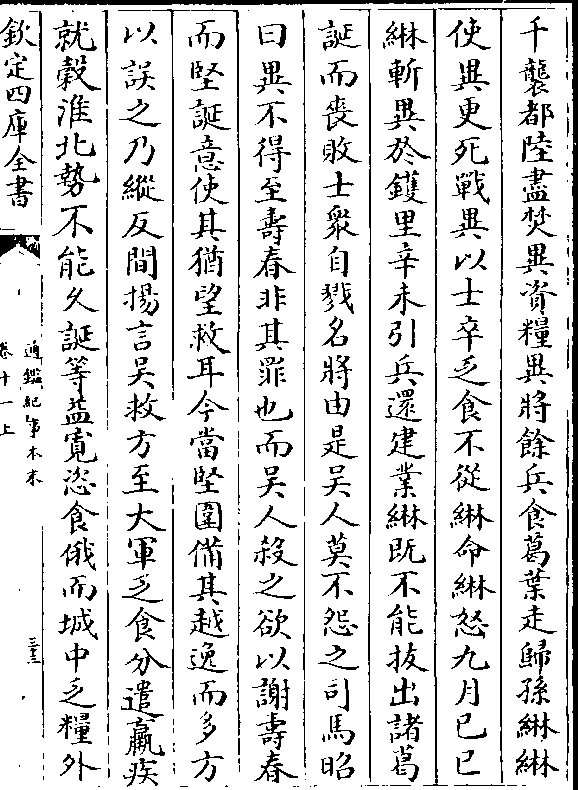 千襲都陸盡焚異資糧異將餘兵食葛葉走歸孫綝綝
使異更死戰異以士卒乏食不從綝命綝怒九月己巳
綝斬異於鑊里辛未引兵還建業綝既不能拔出諸葛
誕而喪敗士衆自戮名將由是吳人莫不怨之司馬昭
曰異不得至壽春非其罪也而吳人殺之欲以謝壽春
而堅誕意使其猶望救耳今當堅圍備其越逸而多方
以誤之乃縱反間揚言吳救方至大軍乏食分遣羸疾
就穀淮北勢不能久誕等益寛恣食俄而城中乏糧外
欽定四庫全書
通鑑紀事本末
卷十一上
三十三